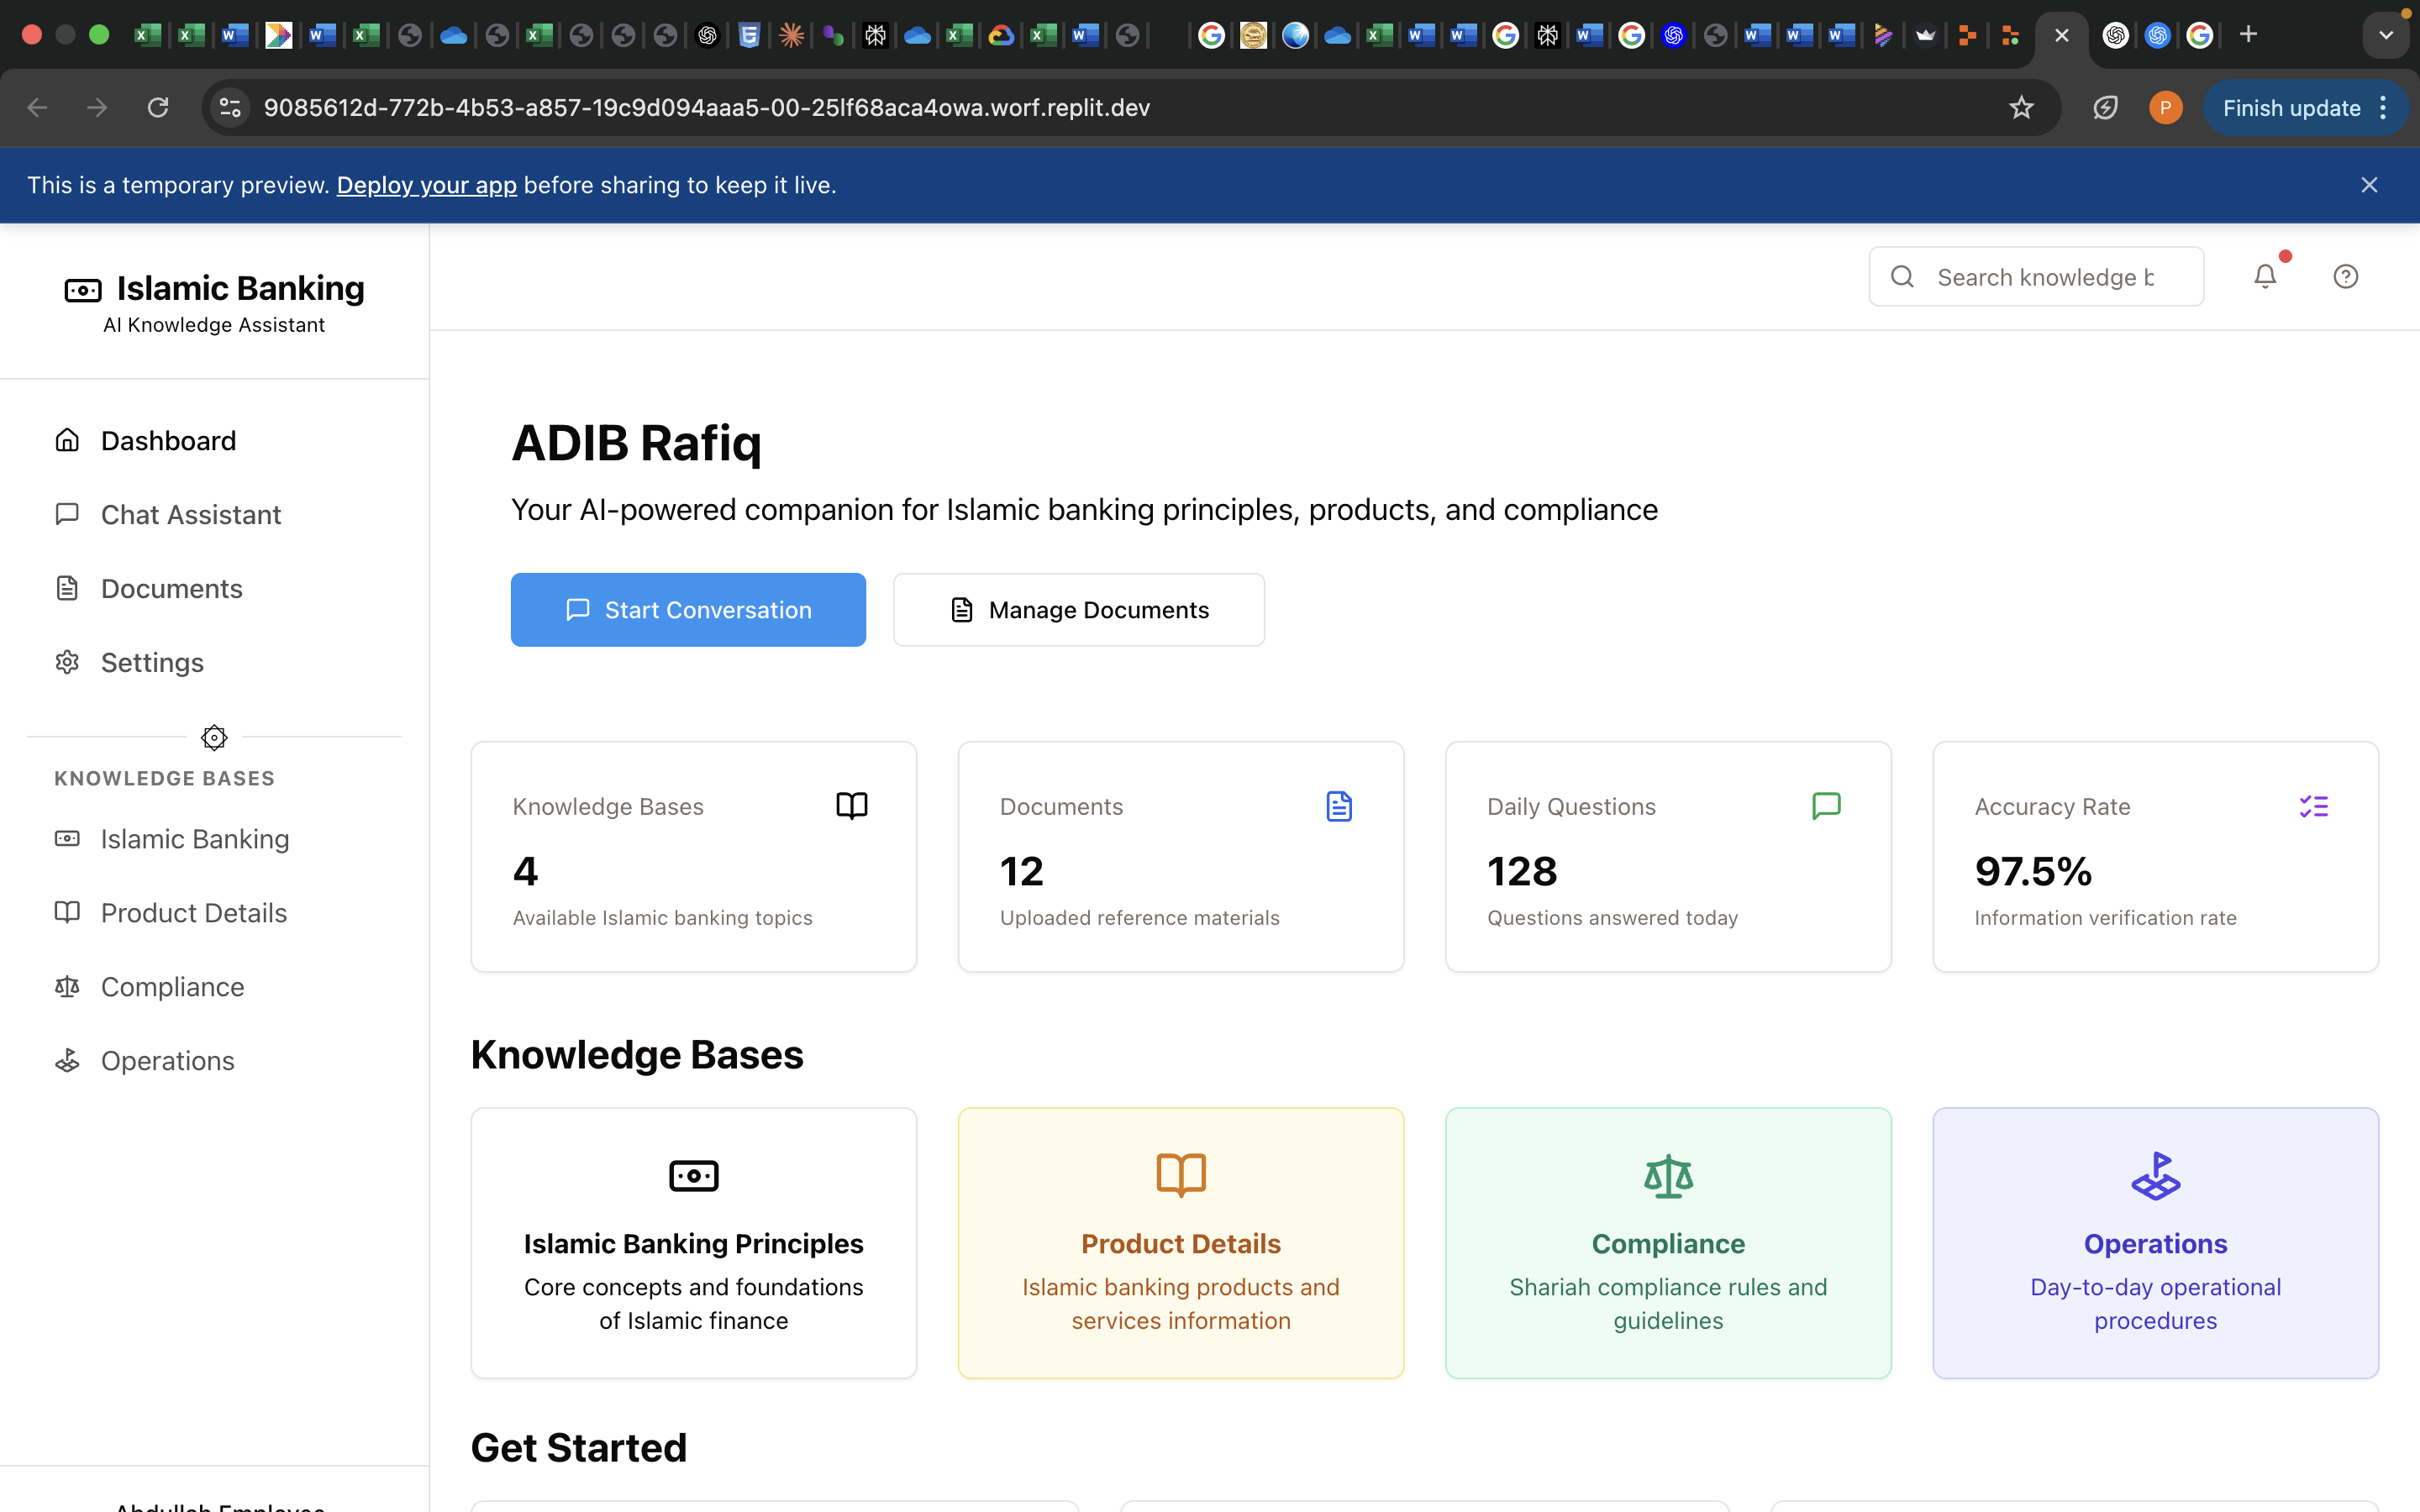 9085612d-772b-4b53-a857-19c9d094aaa5-00-25lf68aca4owa.worf.replit.dev
P
Finish update
This is a temporary preview. Deploy your app before sharing to keep it live.
Islamic Banking
AI Knowledge Assistant
Search knowledge b
Dashboard
Chat Assistant
Documents
Settings
KNOWLEDGE BASES
Islamic Banking
Product Details
Compliance
Operations
Abdullah Employee
ADIB Rafiq
Your AI-powered companion for Islamic banking principles, products, and compliance
Start Conversation
Manage Documents
Knowledge Bases
4
Available Islamic banking topics
Documents
12
Uploaded reference materials
Daily Questions
128
Questions answered today
Accuracy Rate
97.5%
Information verification rate
Knowledge Bases
Islamic Banking Principles
Core concepts and foundations
of Islamic finance
Product Details
Islamic banking products and
services information
Compliance
Shariah compliance rules and
guidelines
Operations
Day-to-day operational
procedures
Get Started